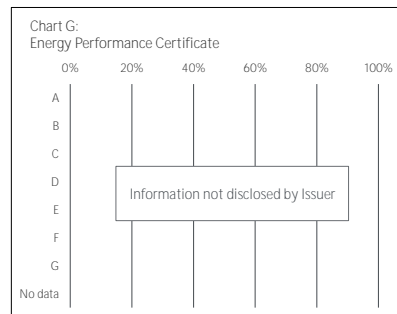 Chart G:
Energy Performance Certificate
0% 20% 40% 60% 80% 100%
A
B
C
D
Information not disclosed by Issuer
E
F
G
No data